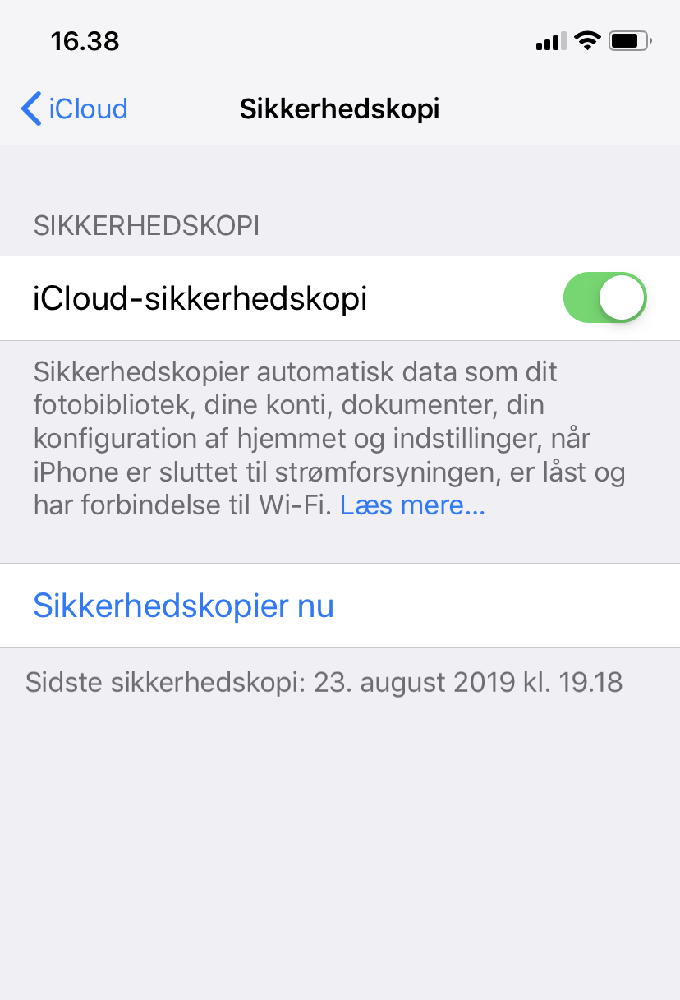 16.38
iCloud
Sikkerhedskopi
SIKKERHEDSKOPI
iCloud-sikkerhedskopi
Sikkerhedskopier automatisk data som dit
fotobibliotek, dine konti, dokumenter, din
konfiguration af hjemmet og indstillinger, når
iPhone er sluttet til strømforsyningen, er låst og
har forbindelse til Wi-Fi. Læs mere...
Sikkerhedskopier nu
Sidste sikkerhedskopi: 23. august 2019 kl. 19.18